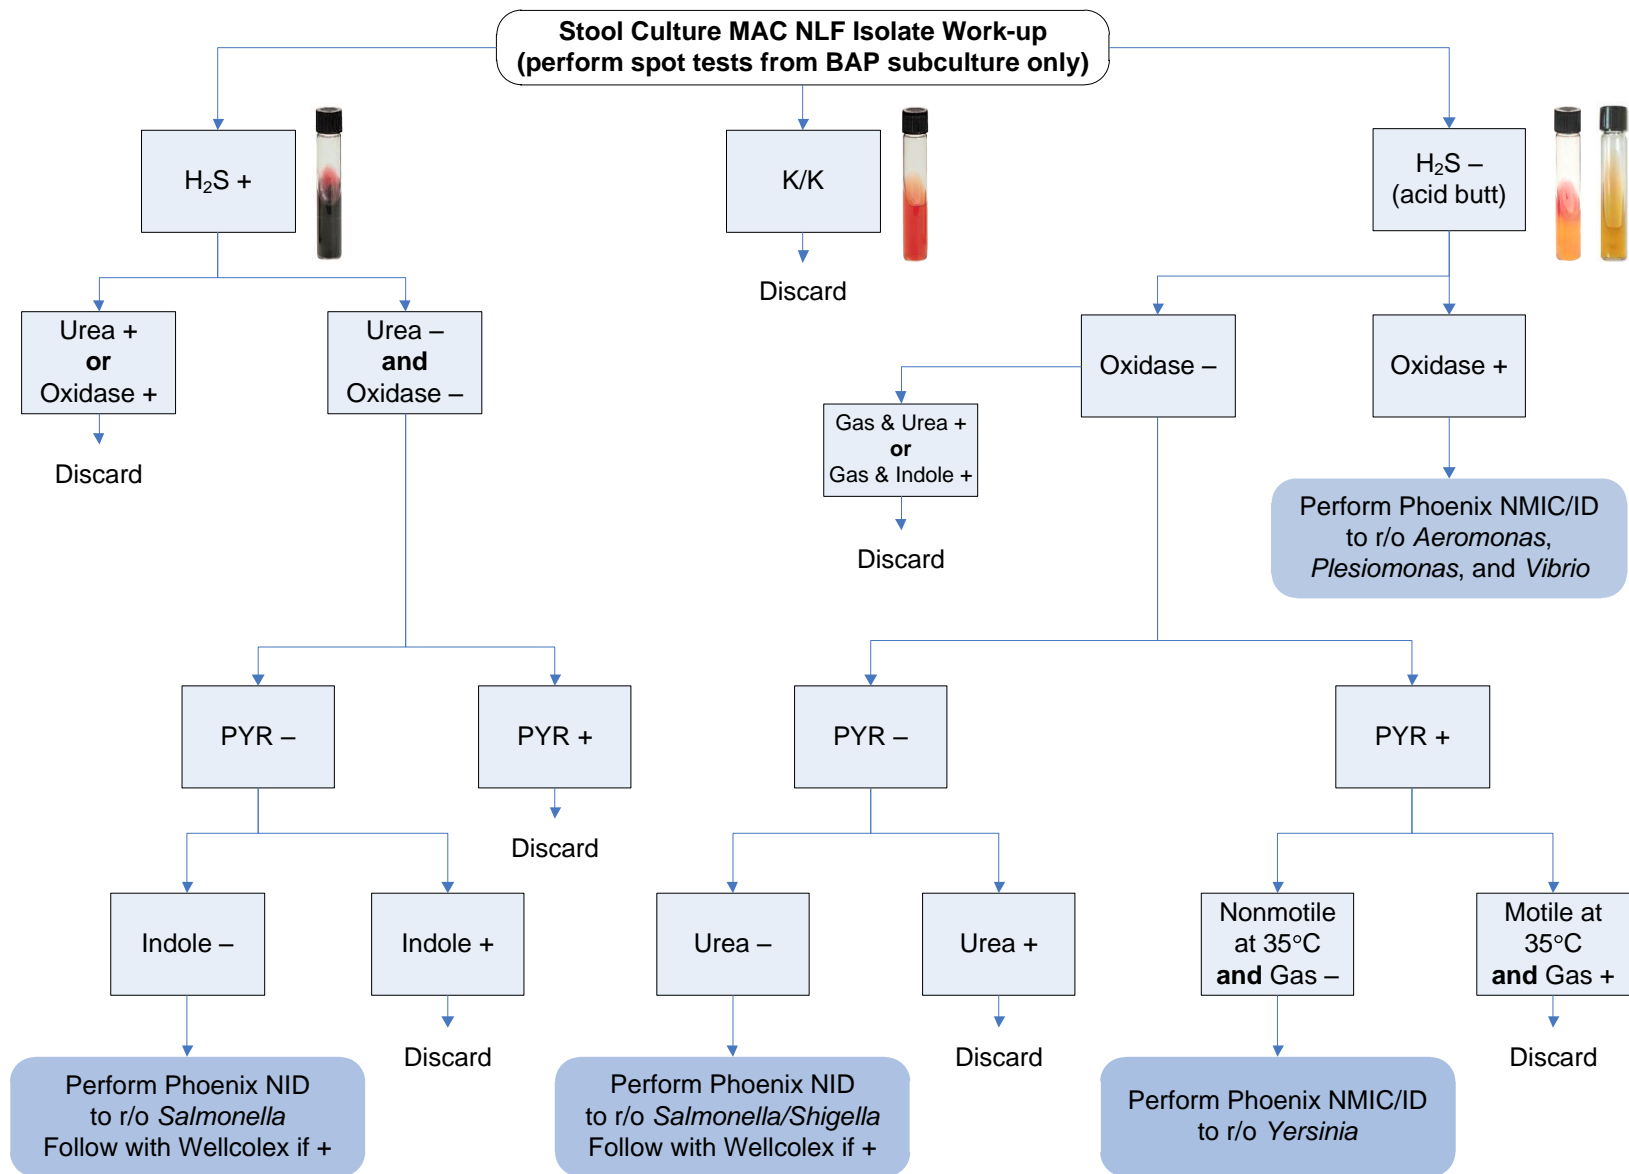 Stool Culture MAC NLF Isolate Work-up
(perform spot tests from BAP subculture only)
H₂S +
K/K
H₂S –
(acid butt)
Discard
Urea +
or
Oxidase +
Urea –
and
Oxidase –
Oxidase –
Oxidase +
Gas & Urea +
or
Gas & Indole +
Discard
Discard
Perform Phoenix NMIC/ID
to r/o Aeromonas,
Plesiomonas, and Vibrio
PYR –
PYR +
PYR –
PYR +
Discard
Indole –
Indole +
Urea –
Urea +
Nonmotile
at 35°C
and Gas –
Motile at
35°C
and Gas +
Discard
Discard
Discard
Perform Phoenix NID
to r/o Salmonella
Follow with Wellcolex if +
Perform Phoenix NID
to r/o Salmonella/Shigella
Follow with Wellcolex if +
Perform Phoenix NMIC/ID
to r/o Yersinia